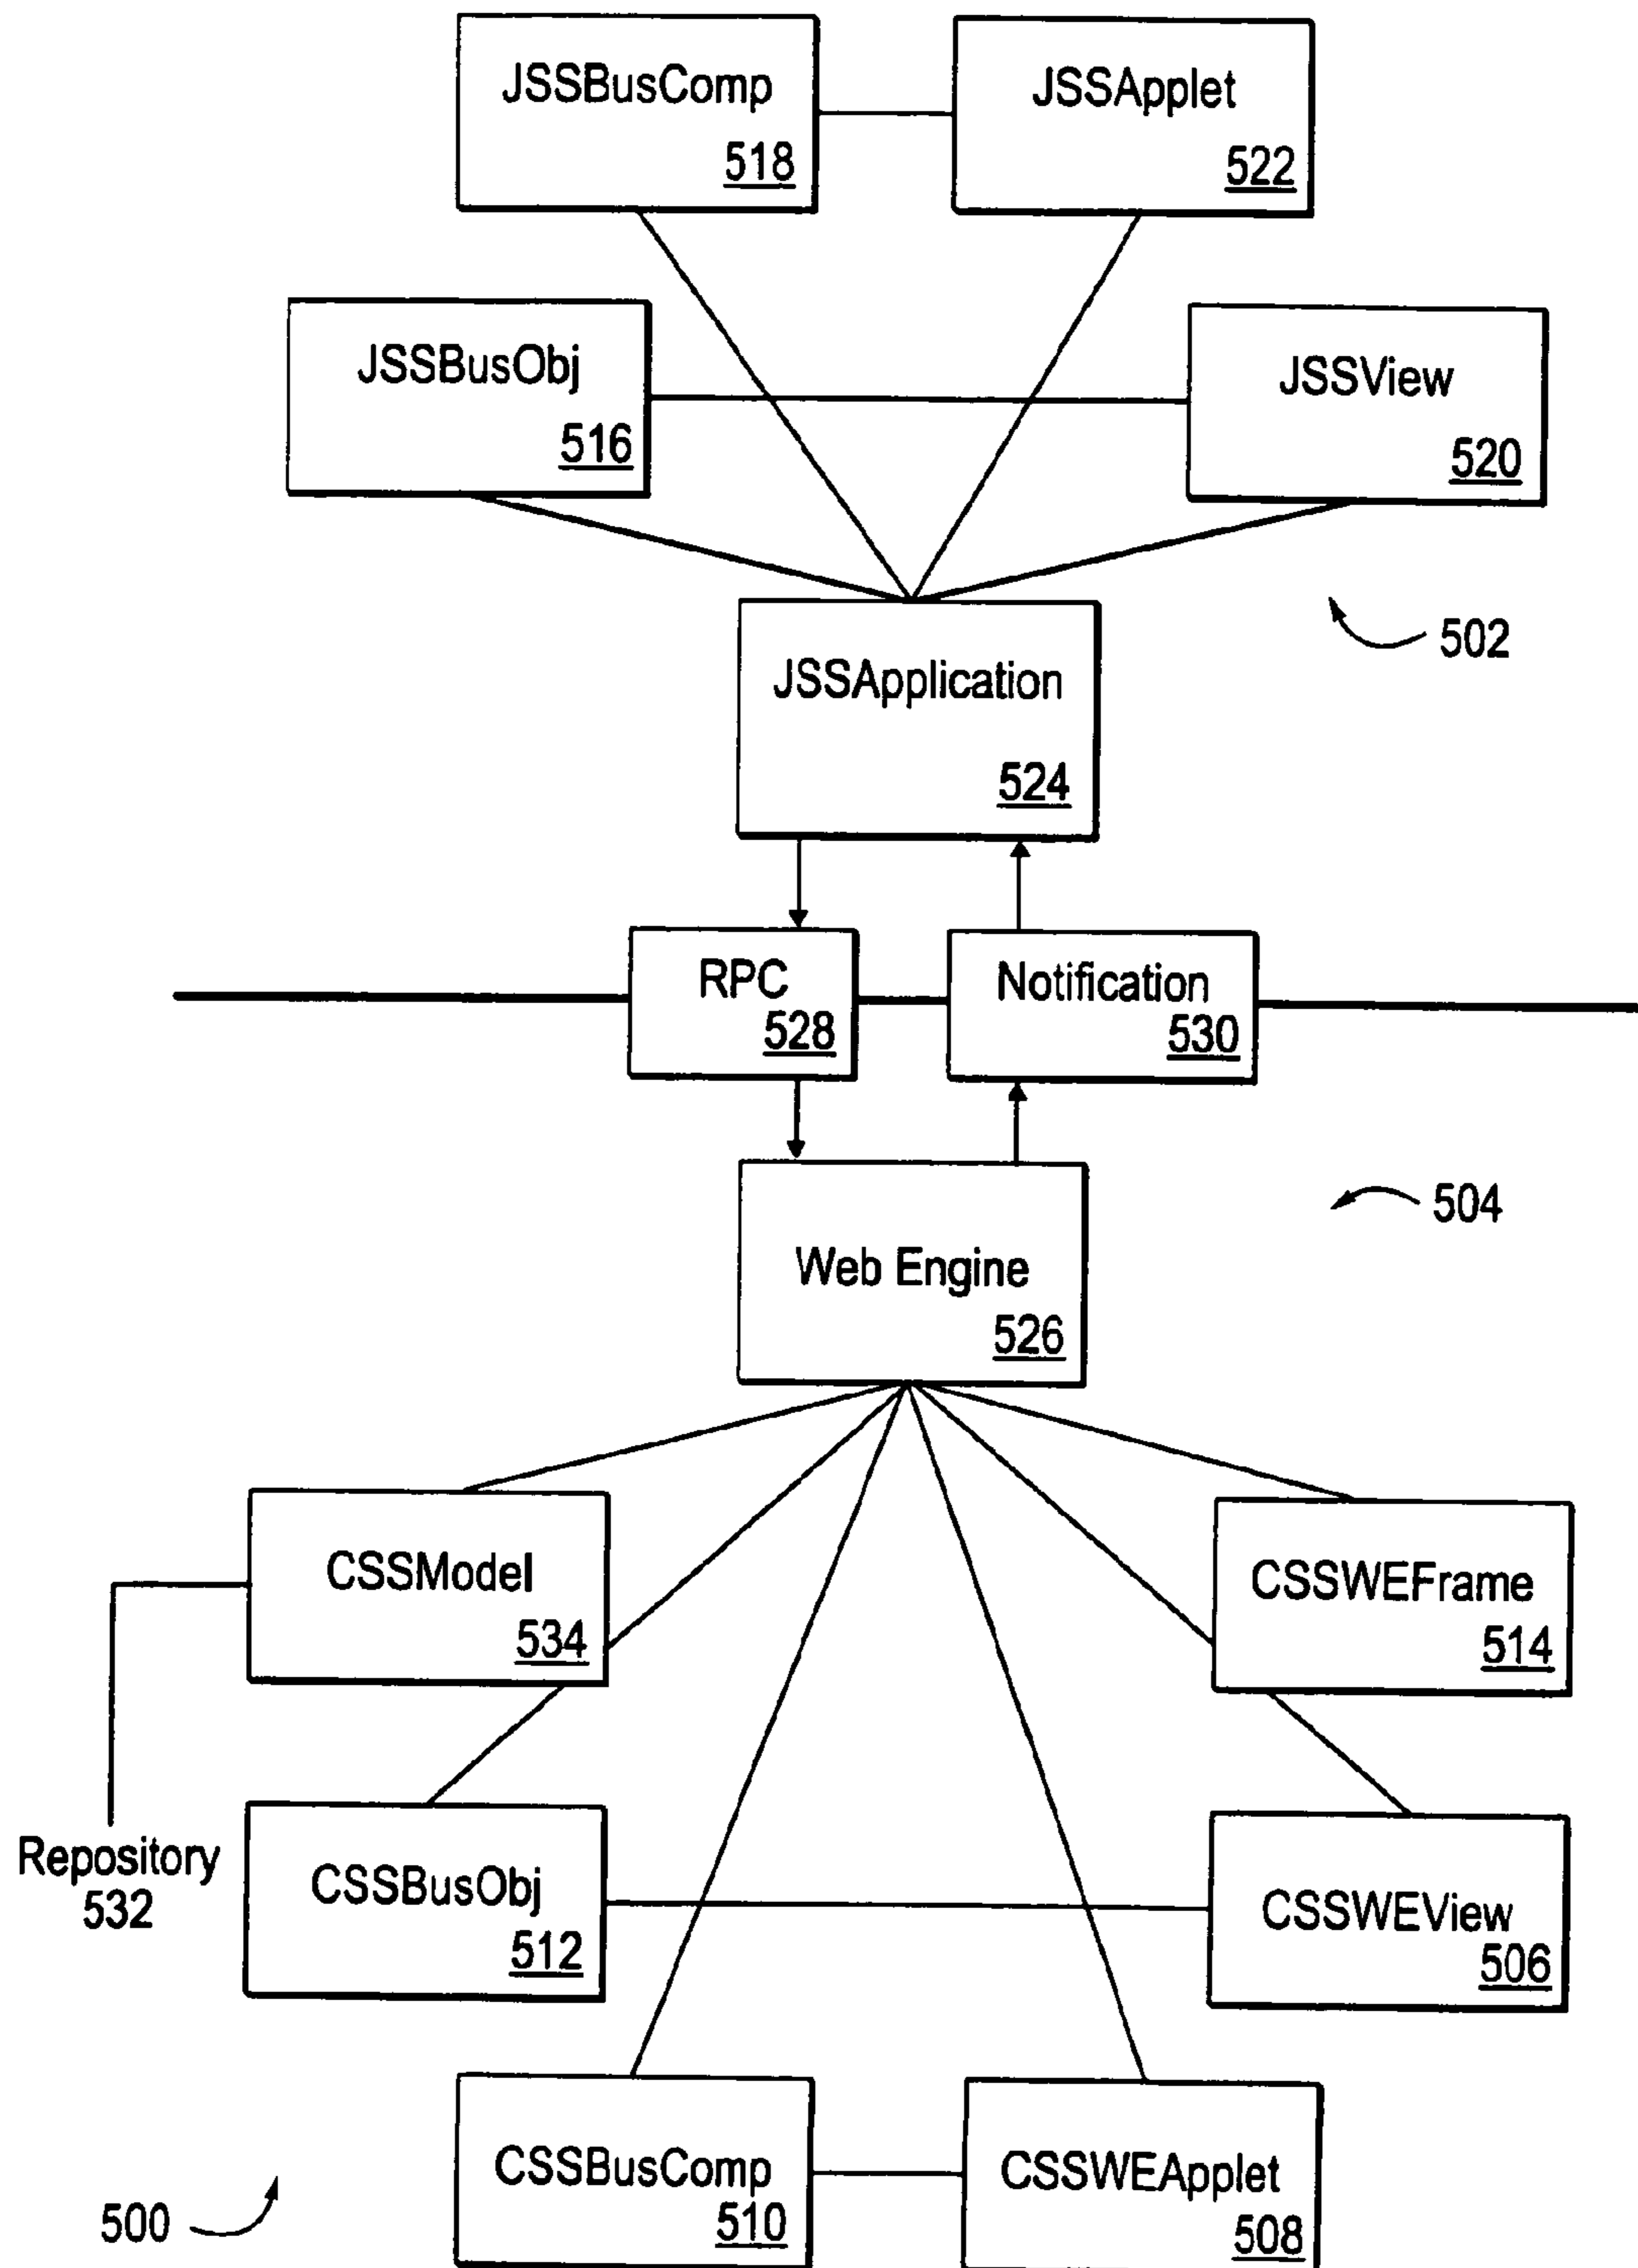 JSSBusComp
518
JSSApplet
522
JSSBusObj
516
JSSView
520
502
JSSApplication
524
RPC
528
Notification
530
504
Web Engine
526
CSSModel
534
CSSWEFrame
514
Repository
532
CSSBusObj
512
CSSWEView
506
CSSBusComp
510
CSSWEApplet
508
500